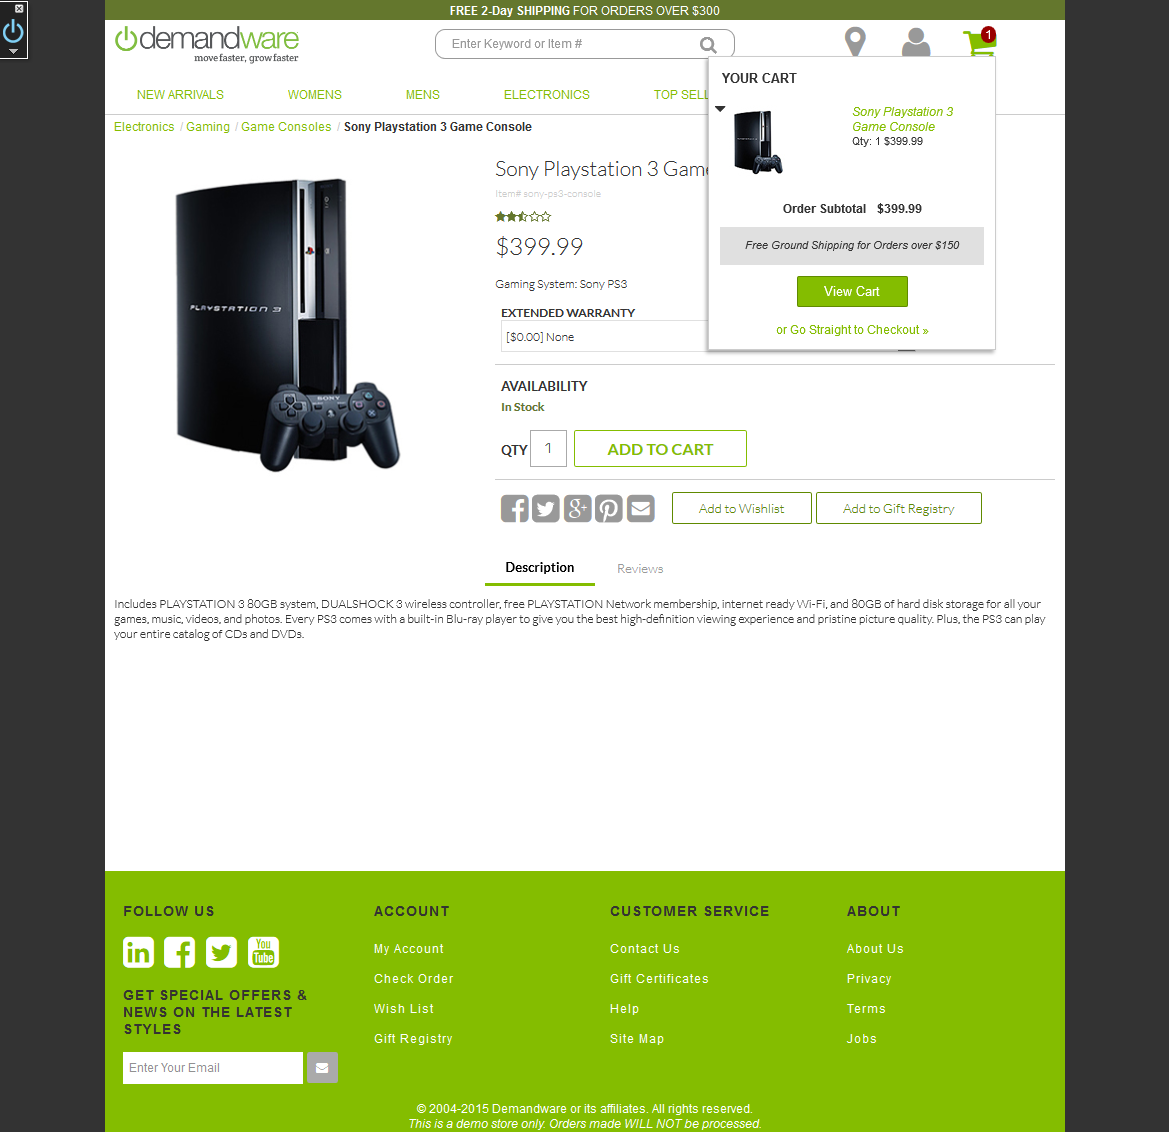 FREE 2-Day SHIPPING FOR ORDERS OVER $300
demandware
move faster, grow faster
Enter Keyword or Item #
1
NEW ARRIVALS WOMENS MENS ELECTRONICS TOP SELL
YOUR CART
Sony Playstation 3
Game Console
Qty: 1 $399.99
Order Subtotal $399.99
Free Ground Shipping for Orders over $150
View Cart
or Go Straight to Checkout »
Electronics / Gaming / Game Consoles / Sony Playstation 3 Game Console
PLAYSTATION 3
SONY
Sony Playstation 3 Game
Item# sony-ps3-console
$399.99
Gaming System: Sony PS3
EXTENDED WARRANTY
[$0.00] None
AVAILABILITY
In Stock
QTY 1 ADD TO CART
Add to Wishlist Add to Gift Registry
Description Reviews
Includes PLAYSTATION 3 80GB system, DUALSHOCK 3 wireless controller, free PLAYSTATION Network membership, internet ready Wi-Fi, and 80GB of hard disk storage for all your
games, music, videos, and photos. Every PS3 comes with a built-in Blu-ray player to give you the best high-definition viewing experience and pristine picture quality. Plus, the PS3 can play
your entire catalog of CDs and DVDs.
FOLLOW US
in You Tube
GET SPECIAL OFFERS &
NEWS ON THE LATEST
STYLES
Enter Your Email
ACCOUNT
My Account
Check Order
Wish List
Gift Registry
CUSTOMER SERVICE
Contact Us
Gift Certificates
Help
Site Map
ABOUT
About Us
Privacy
Terms
Jobs
© 2004-2015 Demandware or its affiliates. All rights reserved.
This is a demo store only. Orders made WILL NOT be processed.